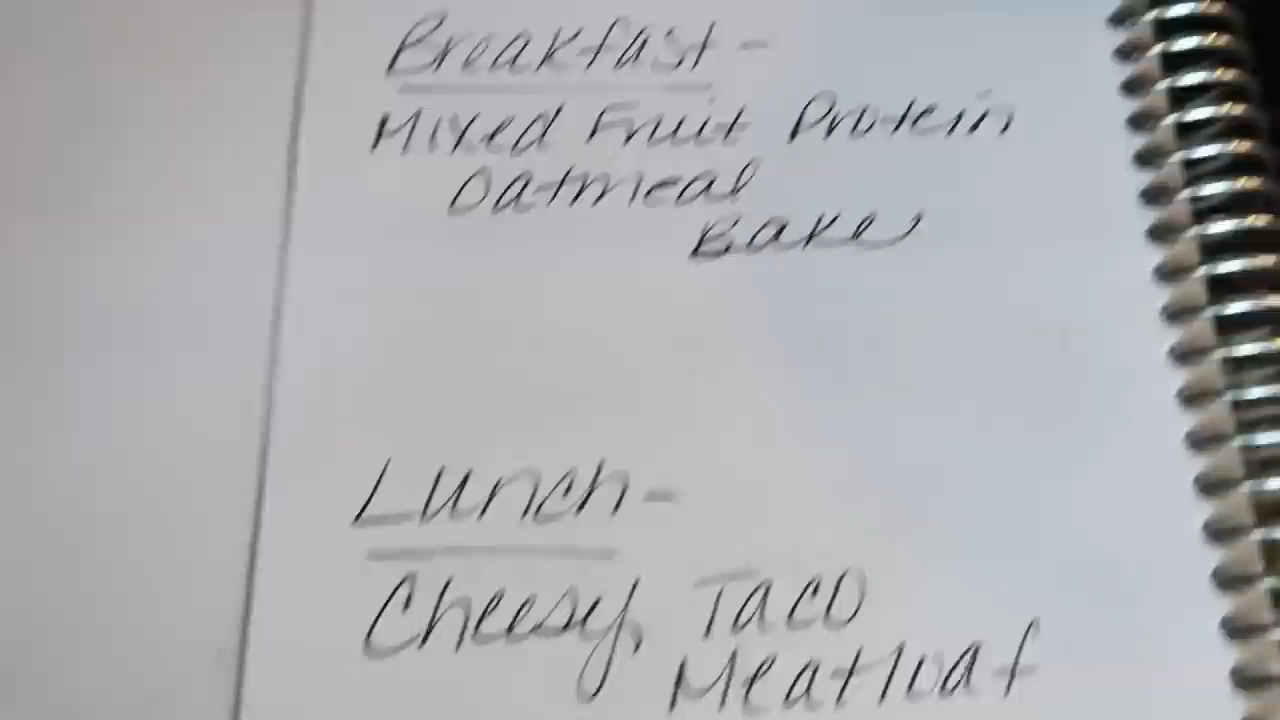 Breakfast -
Mixed Fruit Protein
Oatmeal
Bake
Lunch -
Cheesy, Taco
Meatloaf